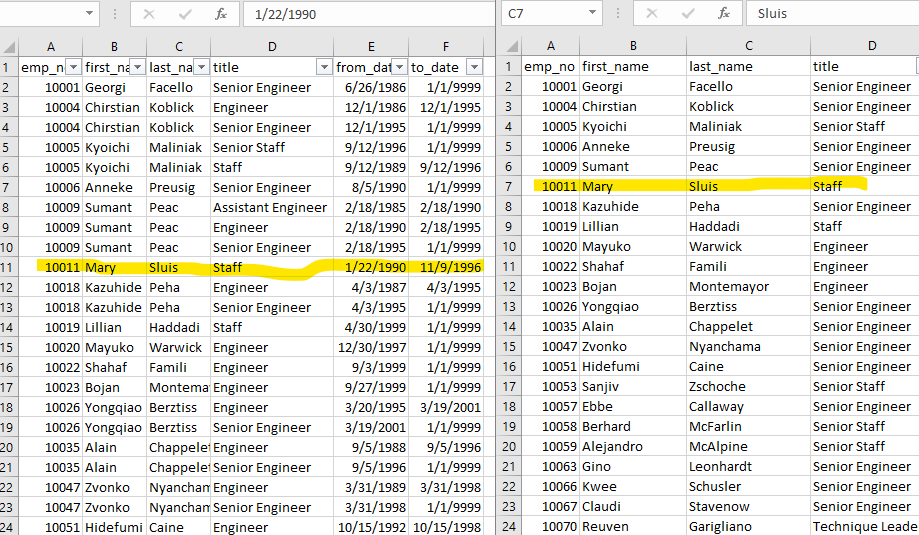 1/22/1990
A B C D E F
1 emp_n first_na last_na title from_dat to_date
2 10001 Georgi Facello Senior Engineer 6/26/1986 1/1/9999
3 10004 Chirstian Koblick Engineer 12/1/1986 12/1/1995
4 10004 Chirstian Koblick Senior Engineer 12/1/1995 1/1/9999
5 10005 Kyoichi Maliniak Senior Staff 9/12/1996 1/1/9999
6 10005 Kyoichi Maliniak Staff 9/12/1989 9/12/1996
7 10006 Anneke Preusig Senior Engineer 8/5/1990 1/1/9999
8 10009 Sumant Peac Assistant Engineer 2/18/1985 2/18/1990
9 10009 Sumant Peac Engineer 2/18/1990 2/18/1995
10 10009 Sumant Peac Senior Engineer 2/18/1995 1/1/9999
11 10011 Mary Sluis Staff 1/22/1990 11/9/1996
12 10018 Kazuhide Peha Engineer 4/3/1987 4/3/1995
13 10018 Kazuhide Peha Senior Engineer 4/3/1995 1/1/9999
14 10019 Lillian Haddadi Staff 4/30/1999 1/1/9999
15 10020 Mayuko Warwick Engineer 12/30/1997 1/1/9999
16 10022 Shahaf Famili Engineer 9/3/1999 1/1/9999
17 10023 Bojan Montema Engineer 9/27/1999 1/1/9999
18 10026 Yongqiao Berztiss Engineer 3/20/1995 3/19/2001
19 10026 Yongqiao Berztiss Senior Engineer 3/19/2001 1/1/9999
20 10035 Alain Chappele Engineer 9/5/1988 9/5/1996
21 10035 Alain Chappele Senior Engineer 9/5/1996 1/1/9999
22 10047 Zvonko Nyancham Engineer 3/31/1989 3/31/1998
23 10047 Zvonko Nyancham Senior Engineer 3/31/1998 1/1/9999
24 10051 Hidefumi Caine Engineer 10/15/1992 10/15/1998
C7 fx Sluis
A B C D
1 emp_no first_name last_name title
2 10001 Georgi Facello Senior Engineer
3 10004 Chirstian Koblick Senior Engineer
4 10005 Kyoichi Maliniak Senior Staff
5 10006 Anneke Preusig Senior Engineer
6 10009 Sumant Peac Senior Engineer
7 10011 Mary Sluis Staff
8 10018 Kazuhide Peha Senior Engineer
9 10019 Lillian Haddadi Staff
10 10020 Mayuko Warwick Engineer
11 10022 Shahaf Famili Engineer
12 10023 Bojan Montemayor Engineer
13 10026 Yongqiao Berztiss Senior Engineer
14 10035 Alain Chappelet Senior Engineer
15 10047 Zvonko Nyanchama Senior Engineer
16 10051 Hidefumi Caine Senior Engineer
17 10053 Sanjiv Zschoche Senior Staff
18 10057 Ebbe Callaway Senior Engineer
19 10058 Berhard McFarlin Senior Staff
20 10059 Alejandro McAlpine Senior Staff
21 10063 Gino Leonhardt Senior Engineer
22 10066 Kwee Schusler Senior Engineer
23 10067 Claudi Stavenow Senior Engineer
24 10070 Reuven Garigliano Technique Leade